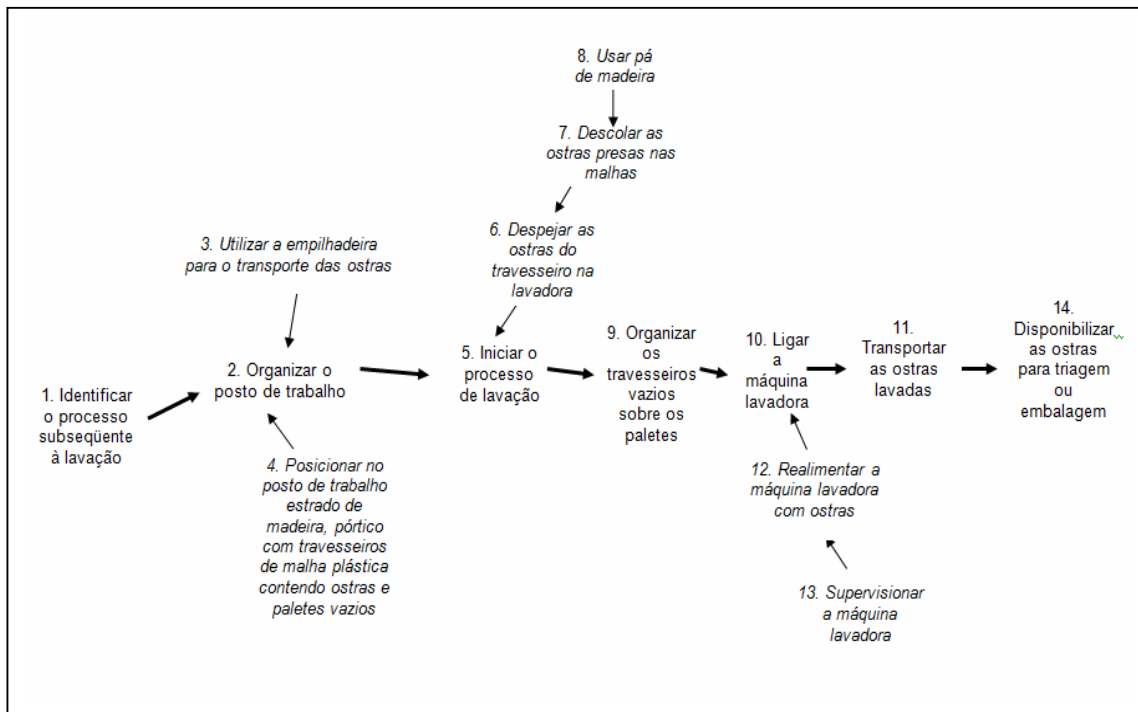 8. Usar pá
de madeira
7. Descolar as
ostras presas nas
malhas
6. Despejar as
ostras do
travesseiro na
lavadora
3. Utilizar a empilhadeira
para o transporte das ostras
14.
Disponibilizar
as ostras
para triagem
ou
embalagem
9. Organizar
os
travesseiros
vazios
sobre os
paletes
10. Ligar
a
máquina
lavadora
11.
Transportar
as ostras
lavadas
5. Iniciar o
processo
de lavação
2. Organizar o
posto de trabalho
1. Identificar
o processo
subseqüente
à lavação
4. Posicionar no
posto de trabalho
estrado de
madeira, pórtico
com travesseiros
de malha plástica
contendo ostras e
paletes vazios
12. Realimentar a
máquina lavadora
com ostras
13. Supervisionar
a máquina
lavadora